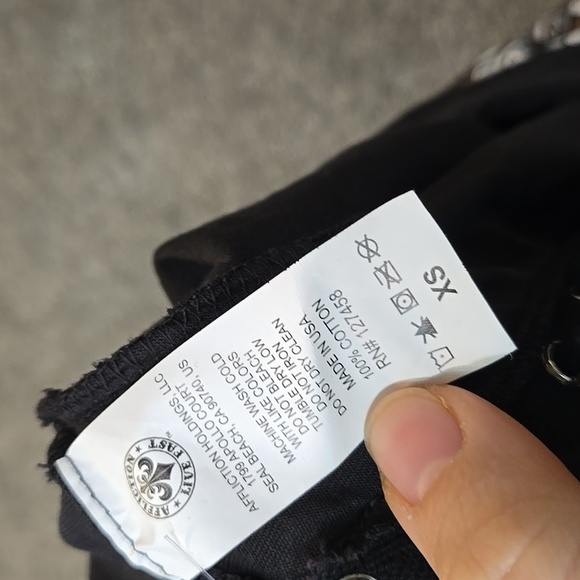 AFFLICTION
LIVE FAST
TM
AFFLICTION HOLDINGS, LLC
1799 APOLLO COURT
SEAL BEACH, CA 90740, US
MACHINE WASH COLD
WITH LIKE COLORS
DO NOT BLEACH
TUMBLE DRY LOW
DO NOT IRON
DO NOT DRY CLEAN
MADE IN USA
100% COTTON
RN# 127458
XS